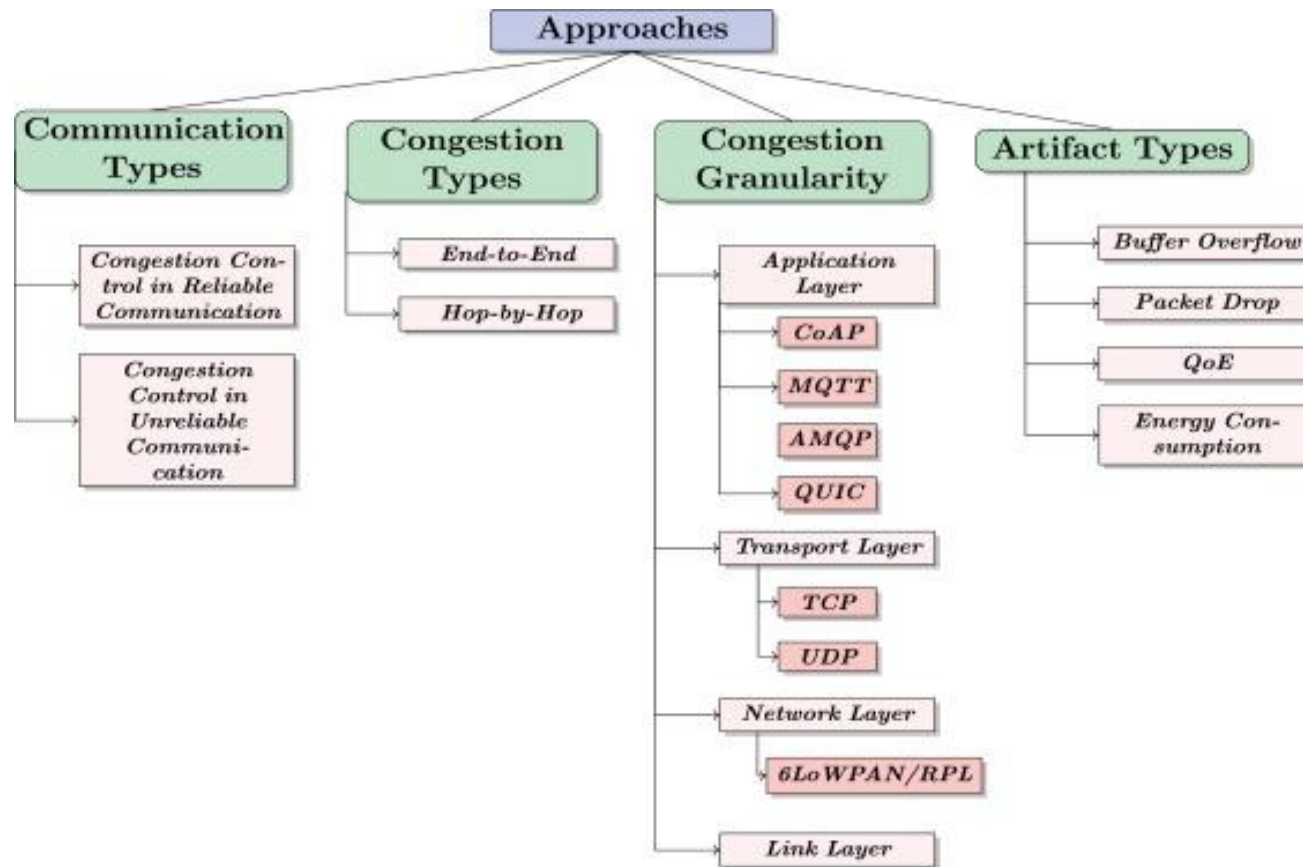 Approaches
Communication
Types
Congestion
Types
Congestion
Granularity
Artifact Types
Congestion Con-
trol in Reliable
Communication
Congestion
Control in
Unreliable
Communi-
cation
End-to-End
Hop-by-Hop
Application
Layer
CoAP
MQTT
AMQP
QUIC
Transport Layer
TCP
UDP
Network Layer
6LoWPAN/RPL
Link Layer
Buffer Overflow
Packet Drop
QoE
Energy Con-
sumption